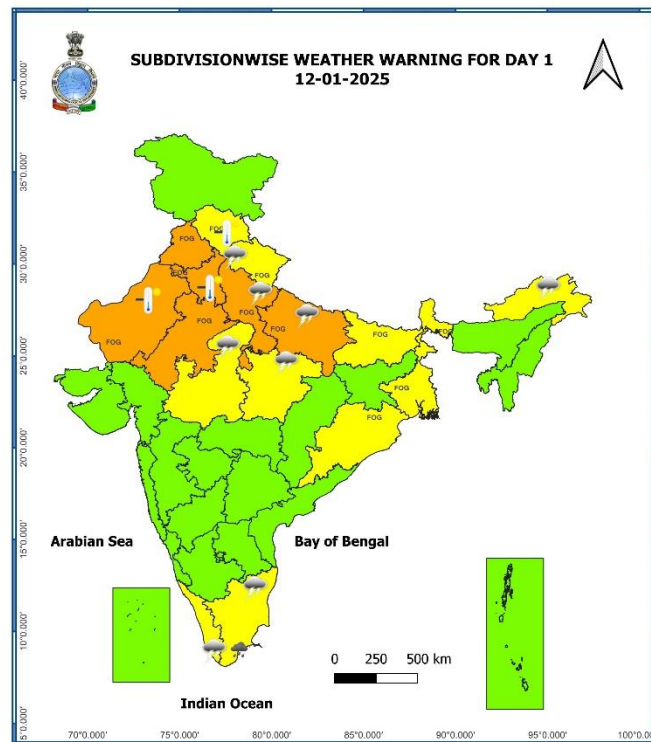 SUBDIVISIONWISE WEATHER WARNING FOR DAY 1
12-01-2025
40°0.000'
35°0.000'
30°0.000'
25°0.000'
20°0.000'
15°0.000'
10°0.000'
5°0.000'
FOG
FOG
FOG
FOG
FOG
FOG
FOG
FOG
FOG
FOG
FOG
FOG
Arabian Sea
Bay of Bengal
0 250 500 km
Indian Ocean
70°0.000' 75°0.000' 80°0.000' 85°0.000' 90°0.000' 95°0.000' 100°0.000'